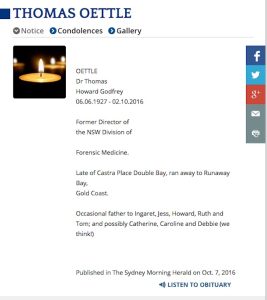 THOMAS OETTLE
Notice Condolences Gallery
OETTLE
Dr Thomas
Howard Godfrey
06.06.1927 - 02.10.2016
Former Director of
the NSW Division of
Forensic Medicine.
Late of Castra Place Double Bay, ran away to Runaway
Bay,
Gold Coast.
Occasional father to Ingaret, Jess, Howard, Ruth and
Tom; and possibly Catherine, Caroline and Debbie (we
think!)
Published in The Sydney Morning Herald on Oct. 7, 2016
LISTEN TO OBITUARY